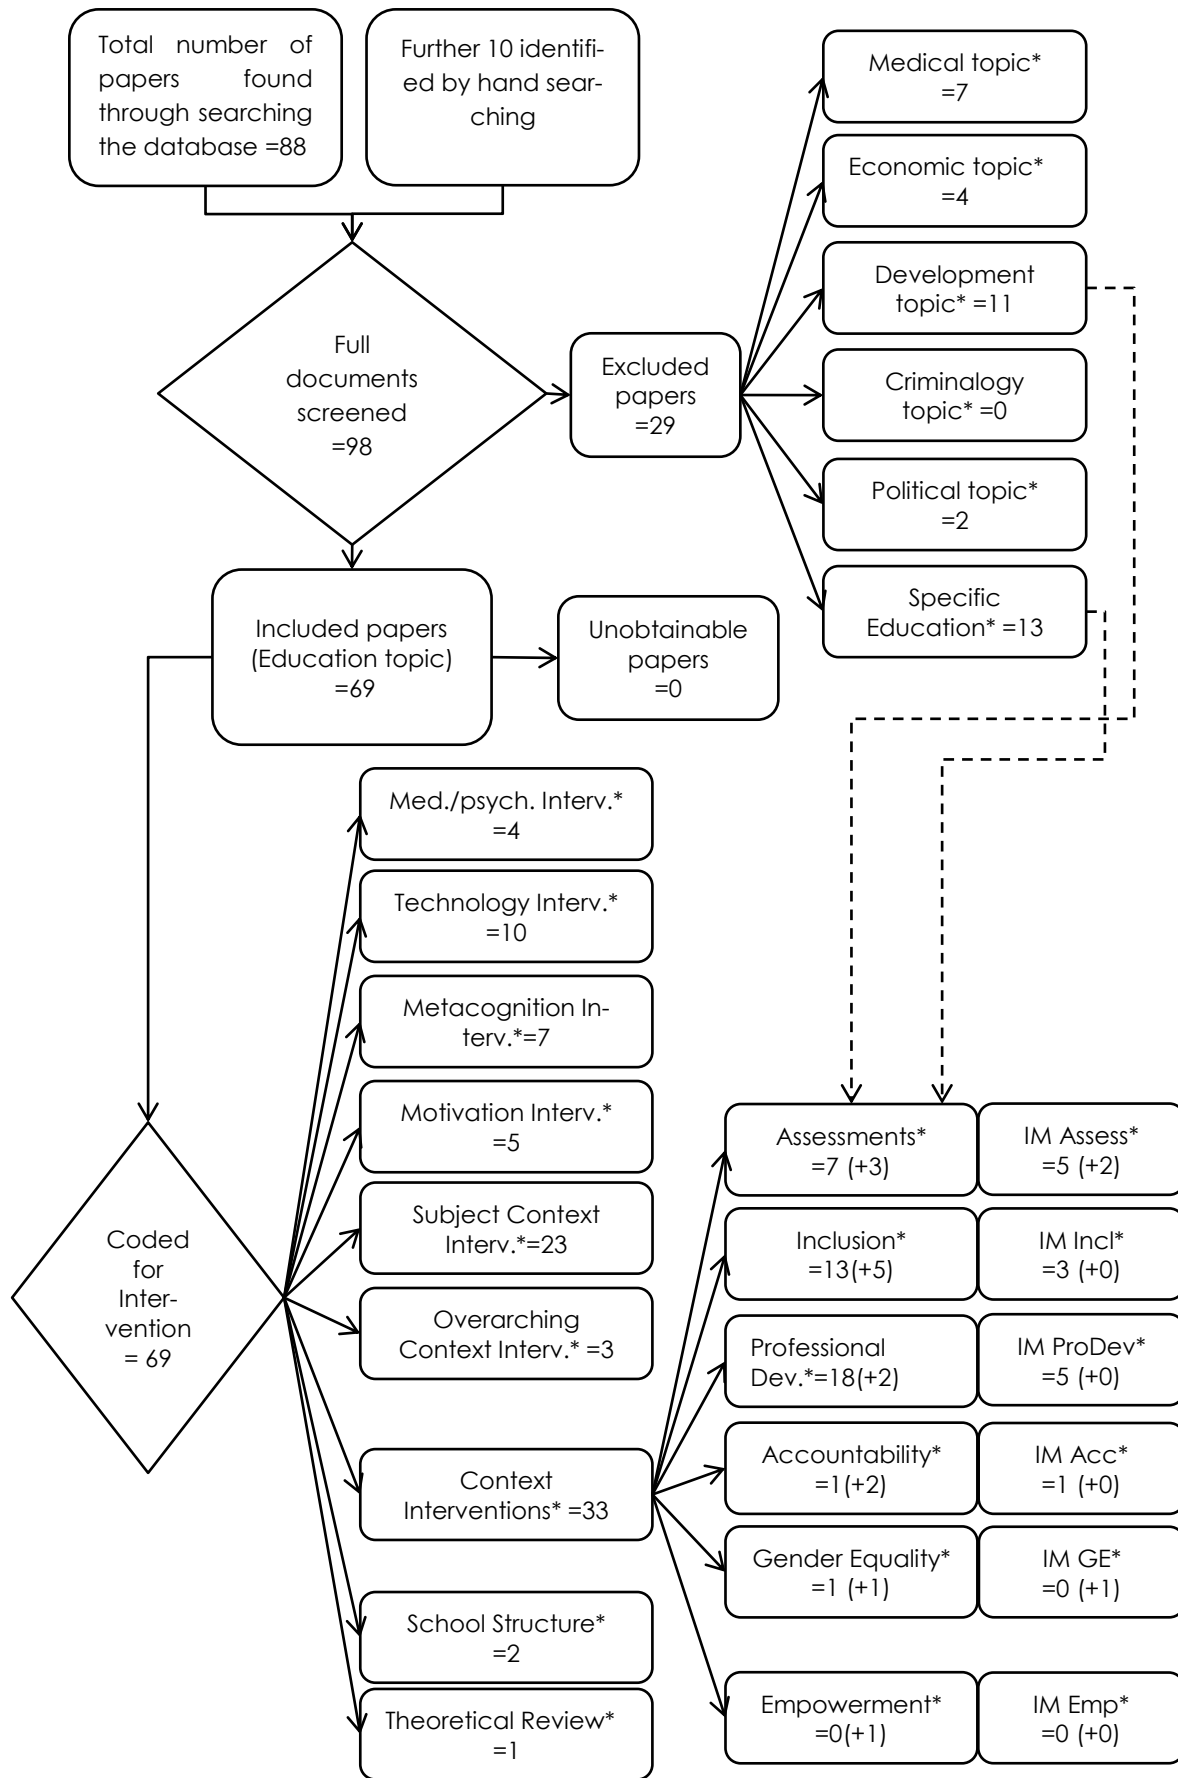 Total number of
papers found
through searching
the database =88
Further 10 identifi-
ed by hand sear-
ching
Full
documents
screened
=98
Excluded
papers
=29
Medical topic*
=7
Economic topic*
=4
Development
topic* =11
Criminalogy
topic* =0
Political topic*
=2
Specific
Education* =13
Included papers
(Education topic)
=69
Unobtainable
papers
=0
Coded
for
Inter-
vention
= 69
Med./psych. Interv.*
=4
Technology Interv.*
=10
Metacognition In-
terv.*=7
Motivation Interv.*
=5
Subject Context
Interv.*=23
Overarching
Context Interv.* =3
Context
Interventions* =33
School Structure*
=2
Theoretical Review*
=1
Assessments*
=7 (+3)
IM Assess*
=5 (+2)
Inclusion*
=13(+5)
IM Incl*
=3 (+0)
Professional
Dev.*=18(+2)
IM ProDev*
=5 (+0)
Accountability*
=1(+2)
IM Acc*
=1 (+0)
Gender Equality*
=1 (+1)
IM GE*
=0 (+1)
Empowerment*
=0(+1)
IM Emp*
=0 (+0)